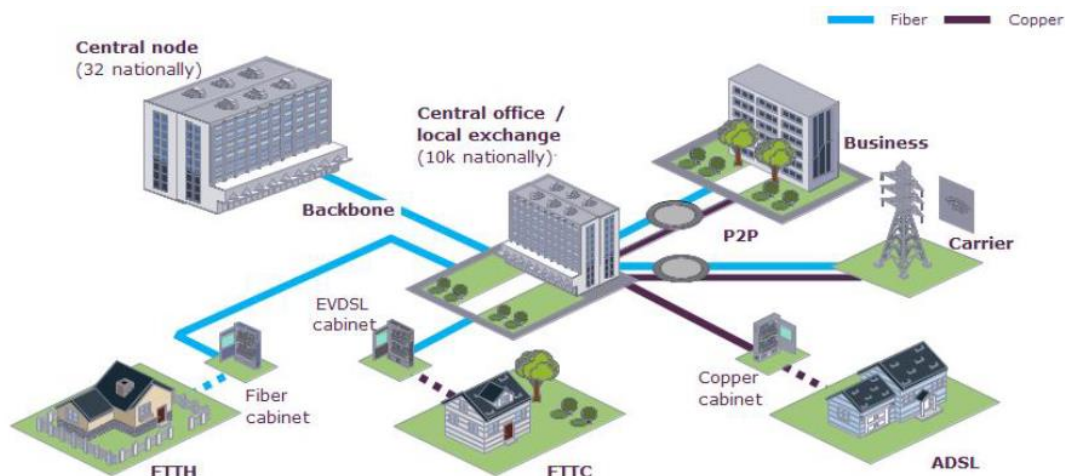 Fiber
Copper
Central node
(32 nationally)
Central office /
local exchange
(10k nationally)
Business
Backbone
P2P
Carrier
EVDSL
cabinet
Fiber
cabinet
Copper
cabinet
FTTH
FTTC
ADSL